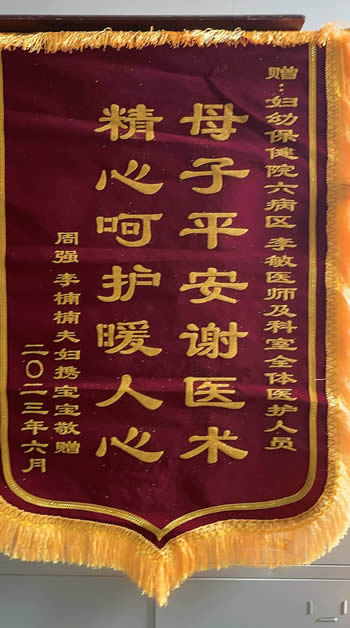 赠：妇幼保健院六病区 李敏医师及科室全体医护人员
母子平安谢医术
精心呵护暖人心
周强 李楠楠夫妇携宝宝敬赠
二〇二三年六月